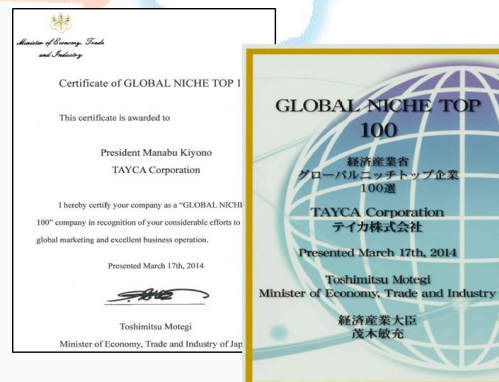 Minister of Economy, Trade
and Industry
Certificate of GLOBAL NICHE TOP 1
This certificate is awarded to
President Manabu Kiyono
TAYCA Corporation
I hereby certify your company as a “GLOBAL NICHE
100” company in recognition of your considerable efforts to
global marketing and excellent business operation.
Presented March 17th, 2014
Toshimitsu Motegi
Minister of Economy, Trade and Industry of Jap
GLOBAL NICHE TOP
100
経済産業省
グローバルニッチトップ企業
100選
TAYCA Corporation
テイカ株式会社
Presented March 17th, 2014
Toshimitsu Motegi
Minister of Economy, Trade and Industry
経済産業大臣
茂木敏充